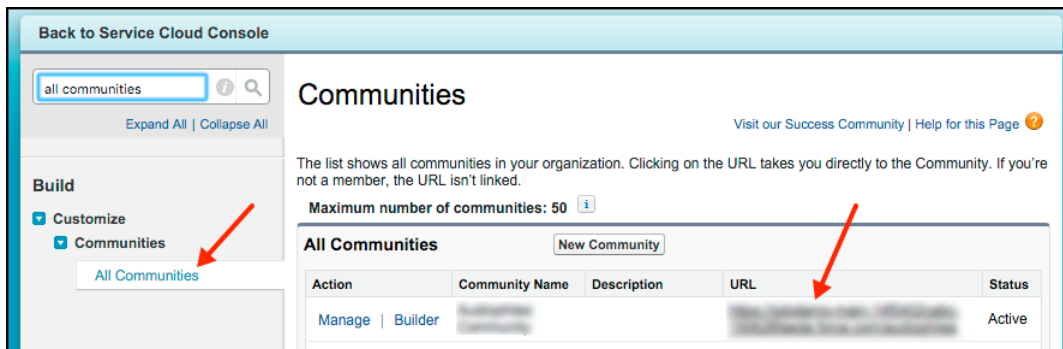 Back to Service Cloud Console
all communities
Expand All | Collapse All
Build
Customize
Communities
All Communities
Communities
Visit our Success Community | Help for this Page ?
The list shows all communities in your organization. Clicking on the URL takes you directly to the Community. If you're
not a member, the URL isn't linked.
Maximum number of communities: 50 i
All Communities New Community
Action Community Name Description URL Status
Manage | Builder Active